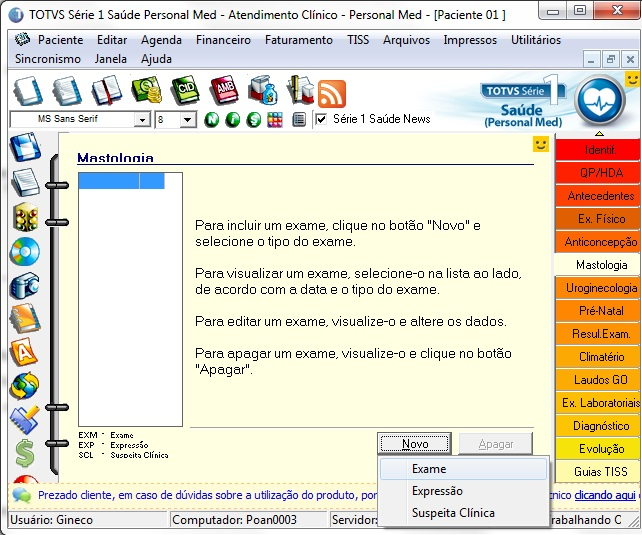 TOTVS Série 1 Saúde Personal Med - Atendimento Clínico - Personal Med - [Paciente 01 ]
Paciente Editar Agenda Financeiro Faturamento TISS Arquivos Impressos Utilitários
Sincronismo Janela Ajuda
CID
AMB
TOTVS Série 1
Saúde
(Personal Med)
MS Sans Serif 8 N I S Série 1 Saúde News
Mastologia
Para incluir um exame, clique no botão "Novo" e
selecione o tipo do exame.
Para visualizar um exame, selecione-o na lista ao lado,
de acordo com a data e o tipo do exame.
Para editar um exame, visualize-o e altere os dados.
Para apagar um exame, visualize-o e clique no botão
"Apagar".
EXM - Exame
EXP - Expressão
SCL - Suspeita Clínica
Novo Apagar
Exame
Expressão
Suspeita Clínica
Identif.
QP/HDA
Antecedentes
Ex. Físico
Anticoncepção
Mastologia
Uroginecologia
Pré-Natal
Resul.Exam.
Climatério
Laudos GO
Ex. Laboratoriais
Diagnóstico
Evolução
Guias TISS
Prezado cliente, em caso de dúvidas sobre a utilização do produto, por cnico clicando aqui
Usuário: Gineco Computador: Poan0003 Servidor: rabalhando C